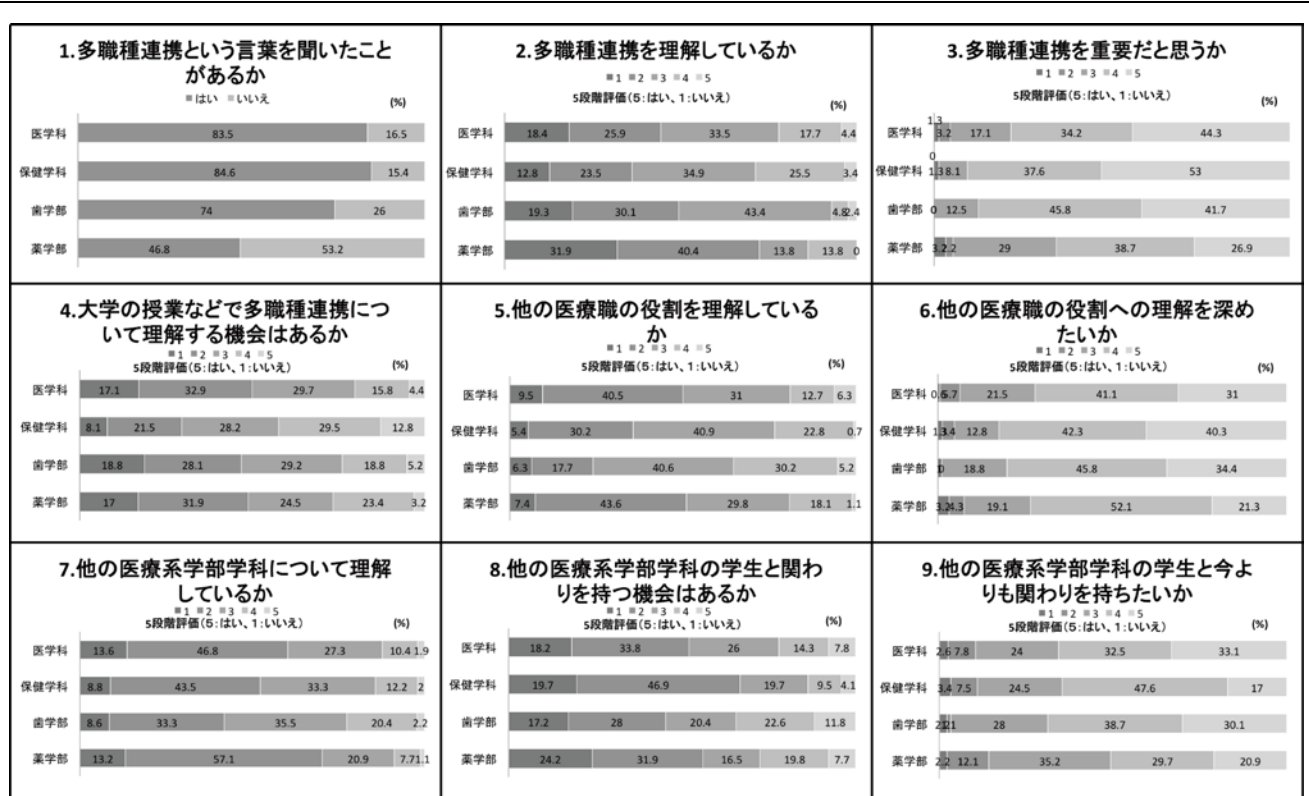 1.多職種連携という言葉を聞いたこと
があるか
■はい ■いいえ (%)
医学科 83.5 16.5
保健学科 84.6 15.4
歯学部 74 26
薬学部 46.8 53.2
2.多職種連携を理解しているか
■1 ■2 ■3 ■4 ■5
5段階評価(5:はい、1:いいえ) (%)
医学科 18.4 25.9 33.5 17.7 4.4
保健学科 12.8 23.5 34.9 25.5 3.4
歯学部 19.3 30.1 43.4 4.8 2.4
薬学部 31.9 40.4 13.8 13.8 0
3.多職種連携を重要だと思うか
■1 ■2 ■3 ■4 ■5
5段階評価(5:はい、1:いいえ) (%)
医学科 1.3 3.2 17.1 34.2 44.3
保健学科 0 1.3 8.1 37.6 53
歯学部 0 12.5 45.8 41.7
薬学部 3.2 2.2 29 38.7 26.9
4.大学の授業などで多職種連携につ
いて理解する機会はあるか
■1 ■2 ■3 ■4 ■5
5段階評価(5:はい、1:いいえ) (%)
医学科 17.1 32.9 29.7 15.8 4.4
保健学科 8.1 21.5 28.2 29.5 12.8
歯学部 18.8 28.1 29.2 18.8 5.2
薬学部 17 31.9 24.5 23.4 3.2
5.他の医療職の役割を理解している
か
■1 ■2 ■3 ■4 ■5
5段階評価(5:はい、1:いいえ) (%)
医学科 9.5 40.5 31 12.7 6.3
保健学科 5.4 30.2 40.9 22.8 0.7
歯学部 6.3 17.7 40.6 30.2 5.2
薬学部 7.4 43.6 29.8 18.1 1.1
6.他の医療職の役割への理解を深め
たいか
■1 ■2 ■3 ■4 ■5
5段階評価(5:はい、1:いいえ) (%)
医学科 0.6 5.7 21.5 41.1 31
保健学科 1.3 3.4 12.8 42.3 40.3
歯学部 0 18.8 45.8 34.4
薬学部 3.2 4.3 19.1 52.1 21.3
7.他の医療系学部学科について理解
しているか
■1 ■2 ■3 ■4 ■5
5段階評価(5:はい、1:いいえ) (%)
医学科 13.6 46.8 27.3 10.4 1.9
保健学科 8.8 43.5 33.3 12.2 2
歯学部 8.6 33.3 35.5 20.4 2.2
薬学部 13.2 57.1 20.9 7.7 1.1
8.他の医療系学部学科の学生と関わ
りを持つ機会はあるか
■1 ■2 ■3 ■4 ■5
5段階評価(5:はい、1:いいえ) (%)
医学科 18.2 33.8 26 14.3 7.8
保健学科 19.7 46.9 19.7 9.5 4.1
歯学部 17.2 28 20.4 22.6 11.8
薬学部 24.2 31.9 16.5 19.8 7.7
9.他の医療系学部学科の学生と今よ
りも関わりを持ちたいか
■1 ■2 ■3 ■4 ■5
5段階評価(5:はい、1:いいえ) (%)
医学科 2.6 7.8 24 32.5 33.1
保健学科 3.4 7.5 24.5 47.6 17
歯学部 28 38.7 30.1
薬学部 2.2 12.1 35.2 29.7 20.9